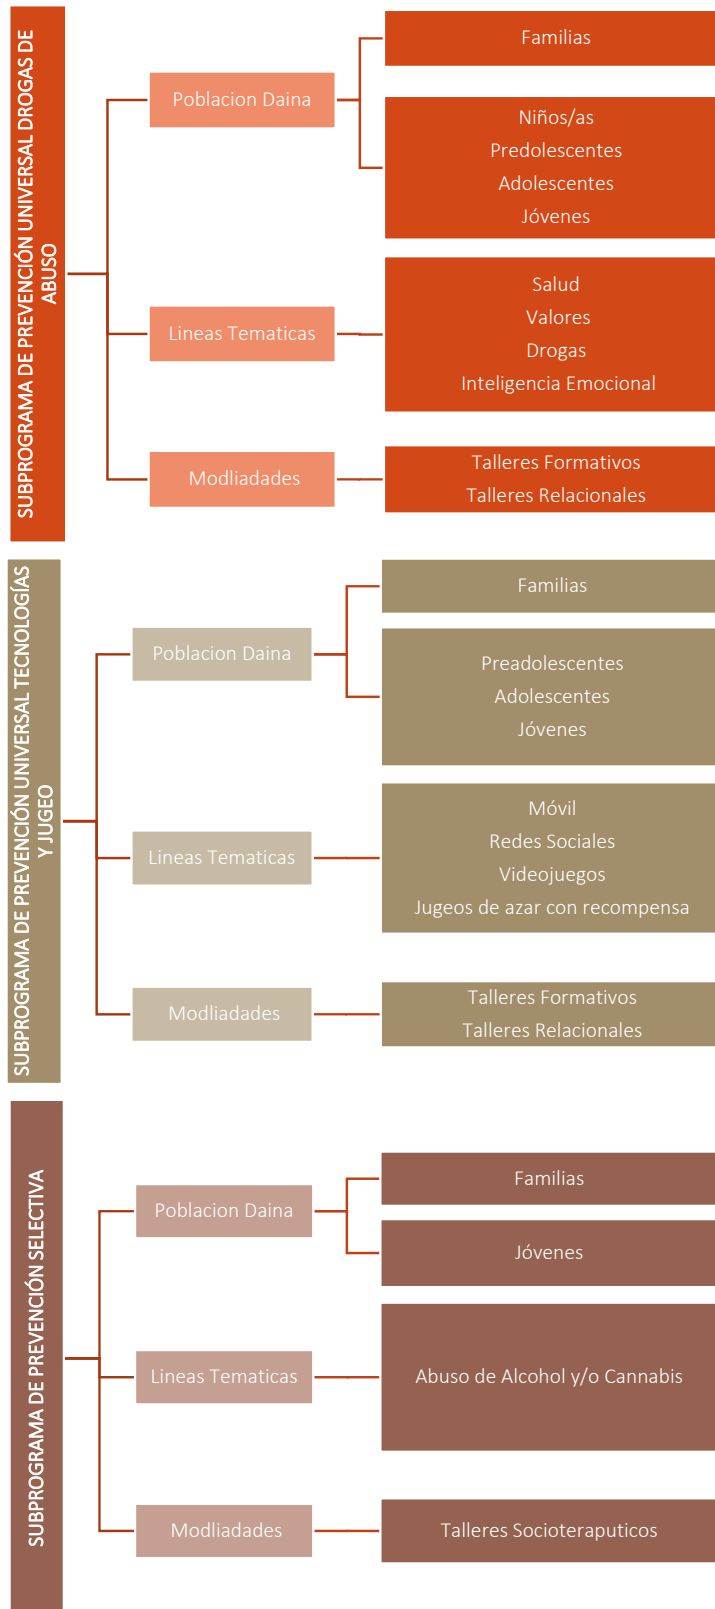 SUBPROGRAMA DE PREVENCIÓN UNIVERSAL DROGAS DE
ABUSO
Poblacion Daina
Familias
Niños/as
Predolescentes
Adolescentes
Jóvenes
Lineas Tematicas
Salud
Valores
Drogas
Inteligencia Emocional
Modliadades
Talleres Formativos
Talleres Relacionales
SUBPROGRAMA DE PREVENCIÓN UNIVERSAL TECNOLOGÍAS
Y JUGEO
Poblacion Daina
Familias
Preadolescentes
Adolescentes
Jóvenes
Lineas Tematicas
Móvil
Redes Sociales
Videojuegos
Jugeos de azar con recompensa
Modliadades
Talleres Formativos
Talleres Relacionales
SUBPROGRAMA DE PREVENCIÓN SELECTIVA
Poblacion Daina
Familias
Jóvenes
Lineas Tematicas
Abuso de Alcohol y/o Cannabis
Modliadades
Talleres Socioteraputicos